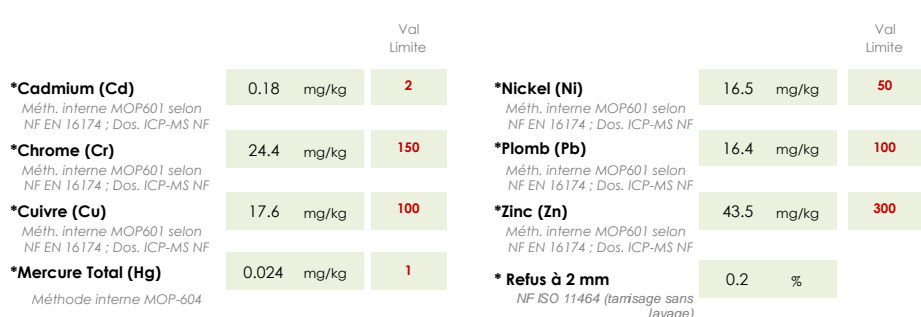 Val
Limite
*Cadmium (Cd) 0.18 mg/kg 2
Méth. interne MOP601 selon
NF EN 16174 ; Dos. ICP-MS NF
*Chrome (Cr) 24.4 mg/kg 150
Méth. interne MOP601 selon
NF EN 16174 ; Dos. ICP-MS NF
*Cuivre (Cu) 17.6 mg/kg 100
Méth. interne MOP601 selon
NF EN 16174 ; Dos. ICP-MS NF
*Mercure Total (Hg) 0.024 mg/kg 1
Méthode interne MOP-604
Val
Limite
*Nickel (Ni) 16.5 mg/kg 50
Méth. interne MOP601 selon
NF EN 16174 ; Dos. ICP-MS NF
*Plomb (Pb) 16.4 mg/kg 100
Méth. interne MOP601 selon
NF EN 16174 ; Dos. ICP-MS NF
*Zinc (Zn) 43.5 mg/kg 300
Méth. interne MOP601 selon
NF EN 16174 ; Dos. ICP-MS NF
* Refus à 2 mm 0.2 %
NF ISO 11464 (tamisage sans
lavage)